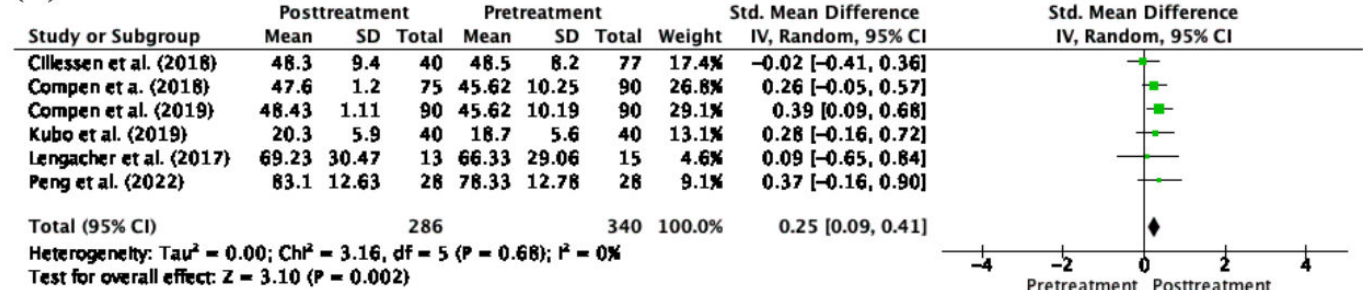 Posttreatment Pretreatment Std. Mean Difference Std. Mean Difference
Study or Subgroup Mean SD Total Mean SD Total Weight IV, Random, 95% CI IV, Random, 95% CI
Cillessen et al. (2018) 48.3 9.4 40 48.5 8.2 77 17.4% −0.02 [−0.41, 0.36]
Compen et a. (2018) 47.6 1.2 75 45.62 10.25 90 26.8% 0.26 [−0.05, 0.57]
Compen et al. (2019) 48.43 1.11 90 45.62 10.19 90 29.1% 0.39 [0.09, 0.68]
Kubo et al. (2019) 20.3 5.9 40 18.7 5.6 40 13.1% 0.28 [−0.16, 0.72]
Lengacher et al. (2017) 69.23 30.47 13 66.33 29.06 15 4.6% 0.09 [−0.65, 0.84]
Peng et al. (2022) 83.1 12.63 28 78.33 12.78 28 9.1% 0.37 [−0.16, 0.90]
Total (95% CI) 286 340 100.0% 0.25 [0.09, 0.41]
Heterogeneity: Tau² = 0.00; Chi² = 3.16, df = 5 (P = 0.68); I² = 0%
Test for overall effect: Z = 3.10 (P = 0.002)
−4 −2 0 2 4
Pretreatment Posttreatment